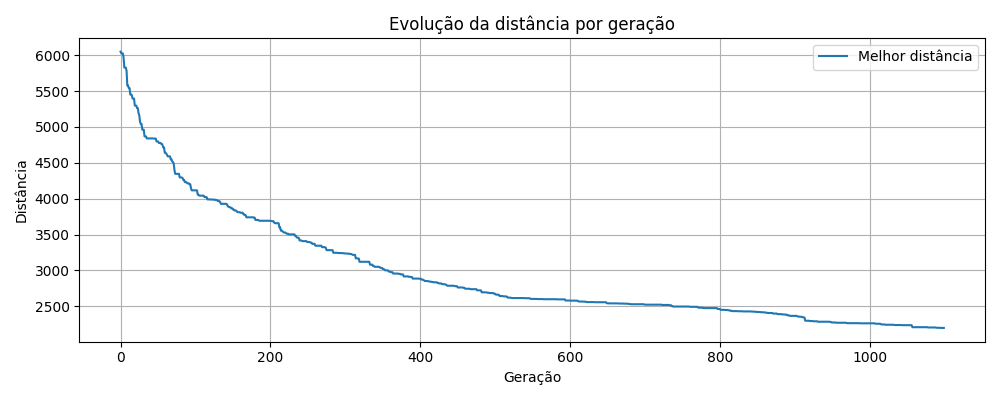 Evolução da distância por geração
Melhor distância
Distância
6000
5500
5000
4500
4000
3500
3000
2500
0 200 400 600 800 1000
Geração